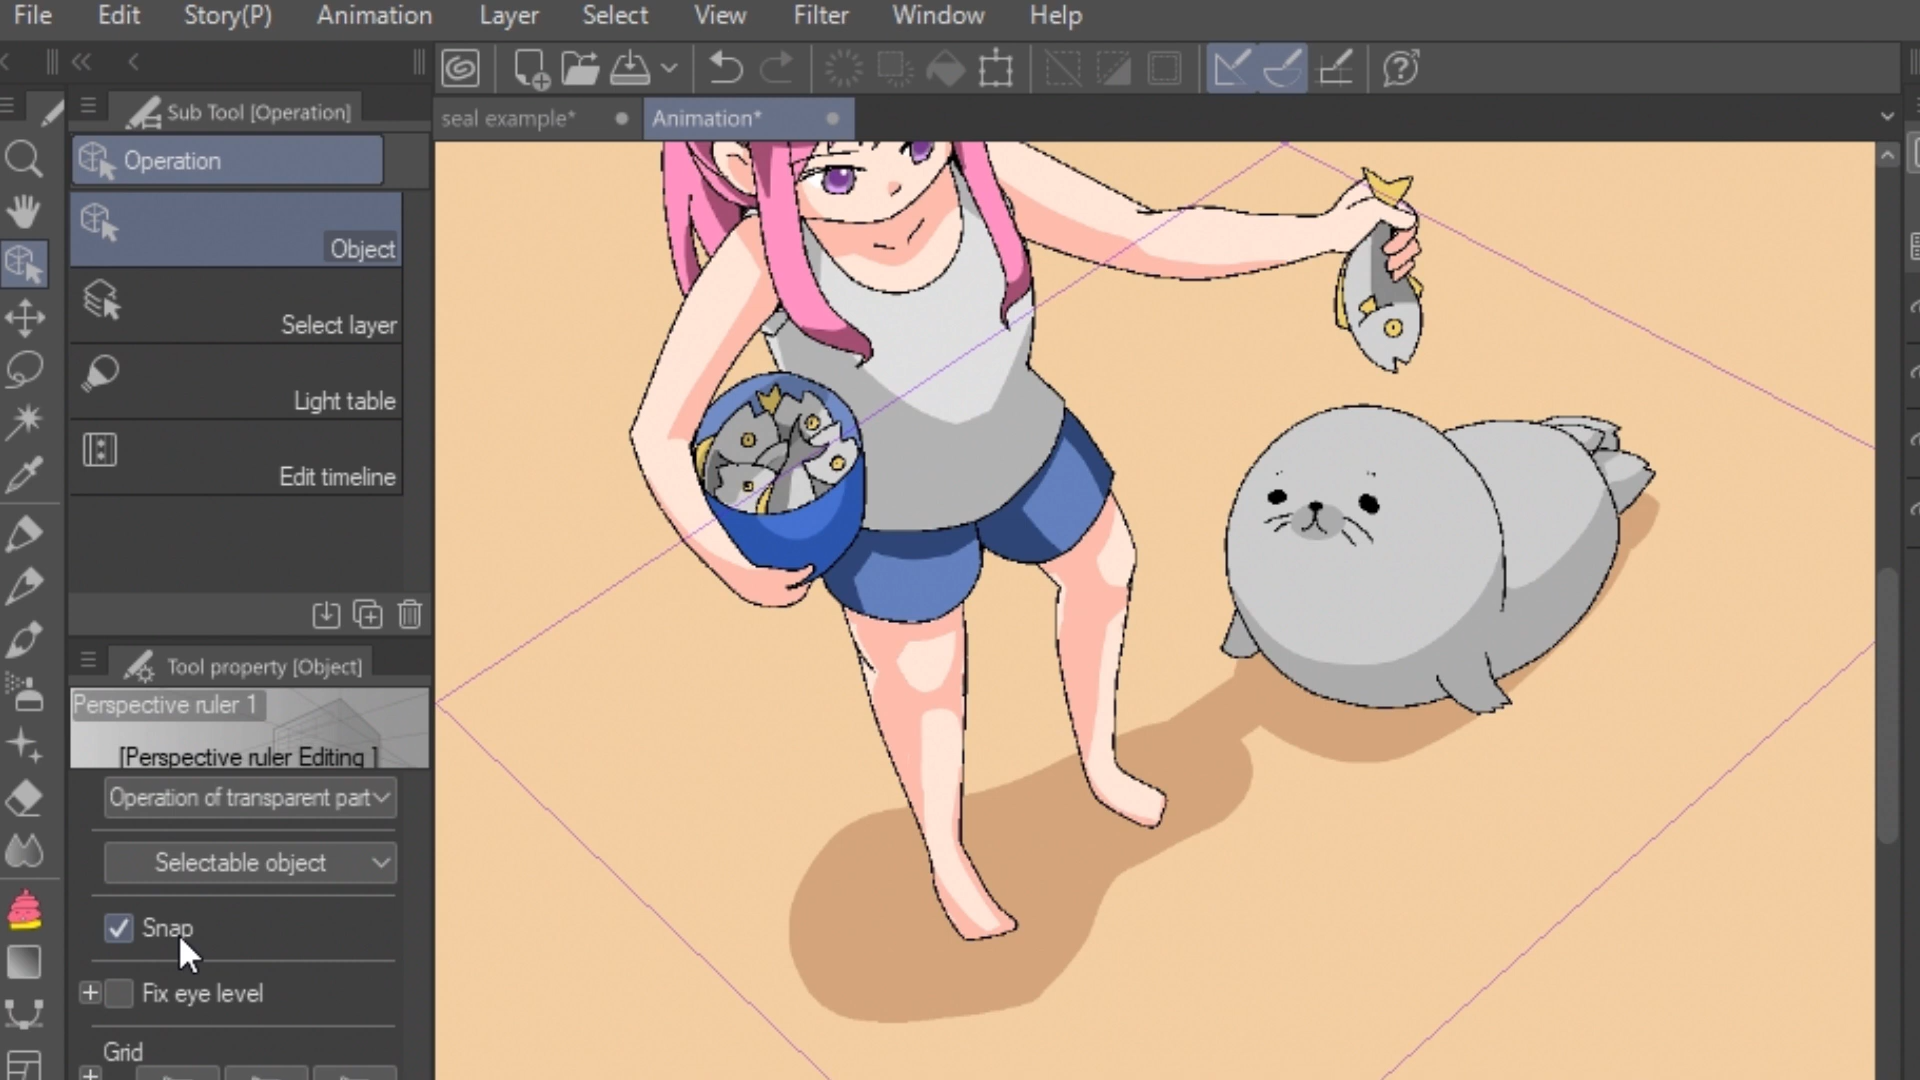 File Edit Story(P) Animation Layer Select View Filter Window Help
Sub Tool [Operation]
seal example* Animation*
Operation
Object
Select layer
Light table
Edit timeline
Tool property [Object]
Perspective ruler 1
[Perspective ruler Editing ]
Operation of transparent part
Selectable object
Snap
Fix eye level
Grid